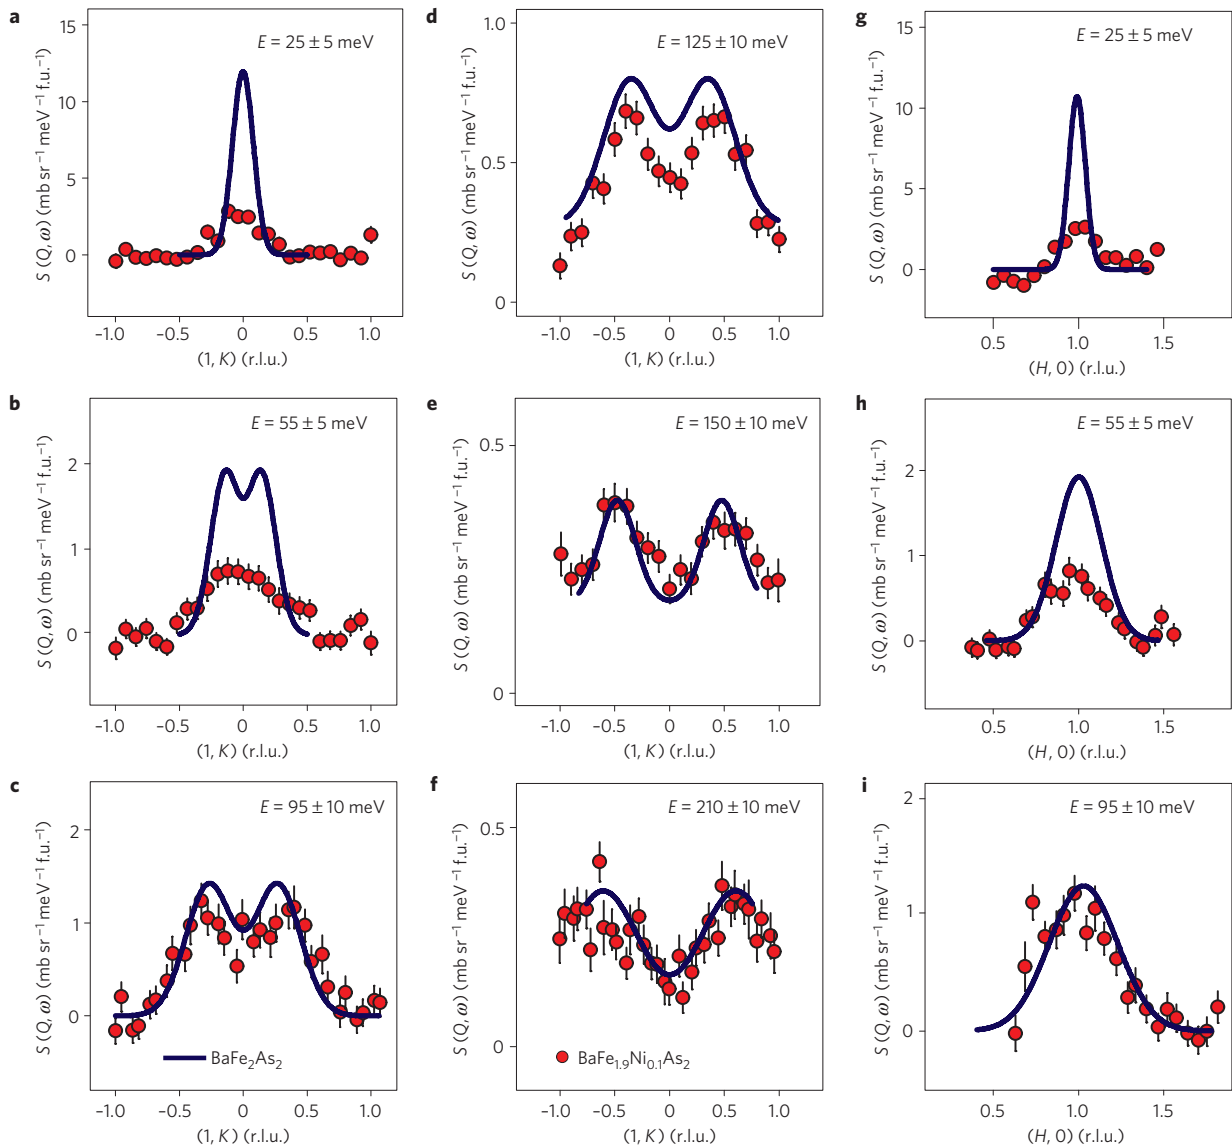 a
15
10
5
0
E = 25 ± 5 meV
S (Q, ω) (mb sr⁻¹ meV⁻¹ f.u.⁻¹)
-1.0 -0.5 0 0.5 1.0
(1, K) (r.l.u.)
d
1.0
0.5
0
E = 125 ± 10 meV
S (Q, ω) (mb sr⁻¹ meV⁻¹ f.u.⁻¹)
-1.0 -0.5 0 0.5 1.0
(1, K) (r.l.u.)
g
15
10
5
0
E = 25 ± 5 meV
S (Q, ω) (mb sr⁻¹ meV⁻¹ f.u.⁻¹)
0.5 1.0 1.5
(H, 0) (r.l.u.)
b
2
1
0
E = 55 ± 5 meV
S (Q, ω) (mb sr⁻¹ meV⁻¹ f.u.⁻¹)
-1.0 -0.5 0 0.5 1.0
(1, K) (r.l.u.)
e
0.5
0
E = 150 ± 10 meV
S (Q, ω) (mb sr⁻¹ meV⁻¹ f.u.⁻¹)
-1.0 -0.5 0 0.5 1.0
(1, K) (r.l.u.)
h
2
1
0
E = 55 ± 5 meV
S (Q, ω) (mb sr⁻¹ meV⁻¹ f.u.⁻¹)
0.5 1.0 1.5
(H, 0) (r.l.u.)
c
2
1
0
E = 95 ± 10 meV
S (Q, ω) (mb sr⁻¹ meV⁻¹ f.u.⁻¹)
BaFe₂As₂
-1.0 -0.5 0 0.5 1.0
(1, K) (r.l.u.)
f
0.5
0
E = 210 ± 10 meV
S (Q, ω) (mb sr⁻¹ meV⁻¹ f.u.⁻¹)
BaFe₁.₉Ni₀.₁As₂
-1.0 -0.5 0 0.5 1.0
(1, K) (r.l.u.)
i
2
1
0
E = 95 ± 10 meV
S (Q, ω) (mb sr⁻¹ meV⁻¹ f.u.⁻¹)
0.5 1.0 1.5
(H, 0) (r.l.u.)